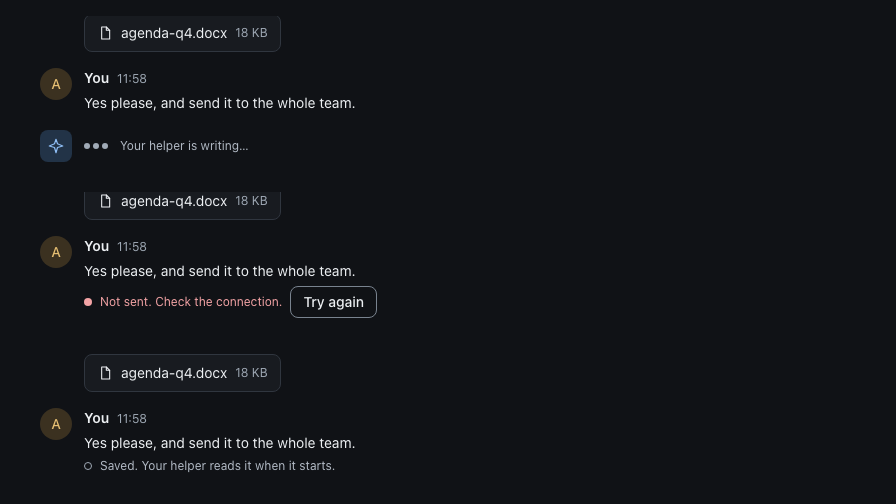 agenda-q4.docx 18 KB
A You 11:58
Yes please, and send it to the whole team.
Your helper is writing...
agenda-q4.docx 18 KB
A You 11:58
Yes please, and send it to the whole team.
Not sent. Check the connection. Try again
agenda-q4.docx 18 KB
A You 11:58
Yes please, and send it to the whole team.
Saved. Your helper reads it when it starts.